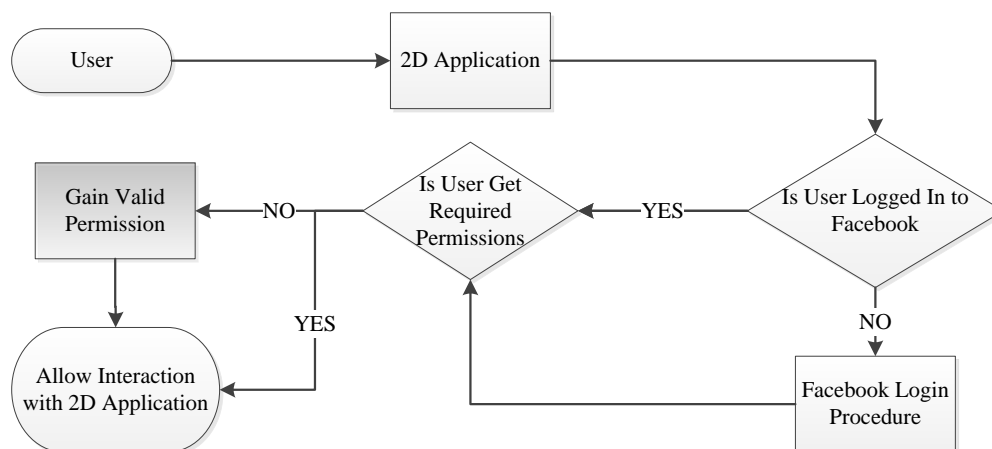 User
2D Application
Is User Logged In to
Facebook
YES
Is User Get
Required
Permissions
NO
Gain Valid
Permission
YES
NO
Allow Interaction
with 2D Application
Facebook Login
Procedure